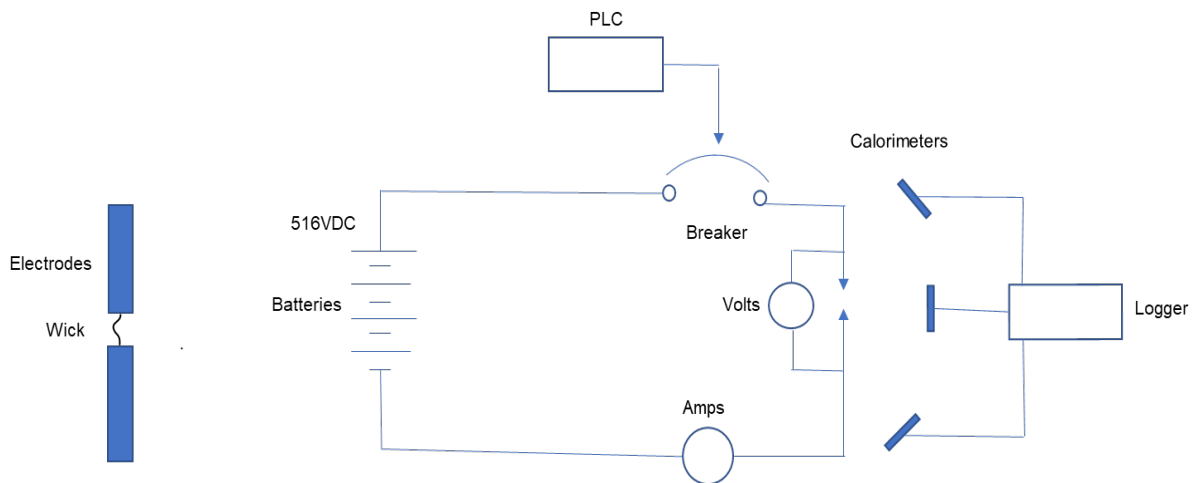 PLC
Calorimeters
516VDC
Breaker
Electrodes
Batteries
Volts
Logger
Wick
Amps